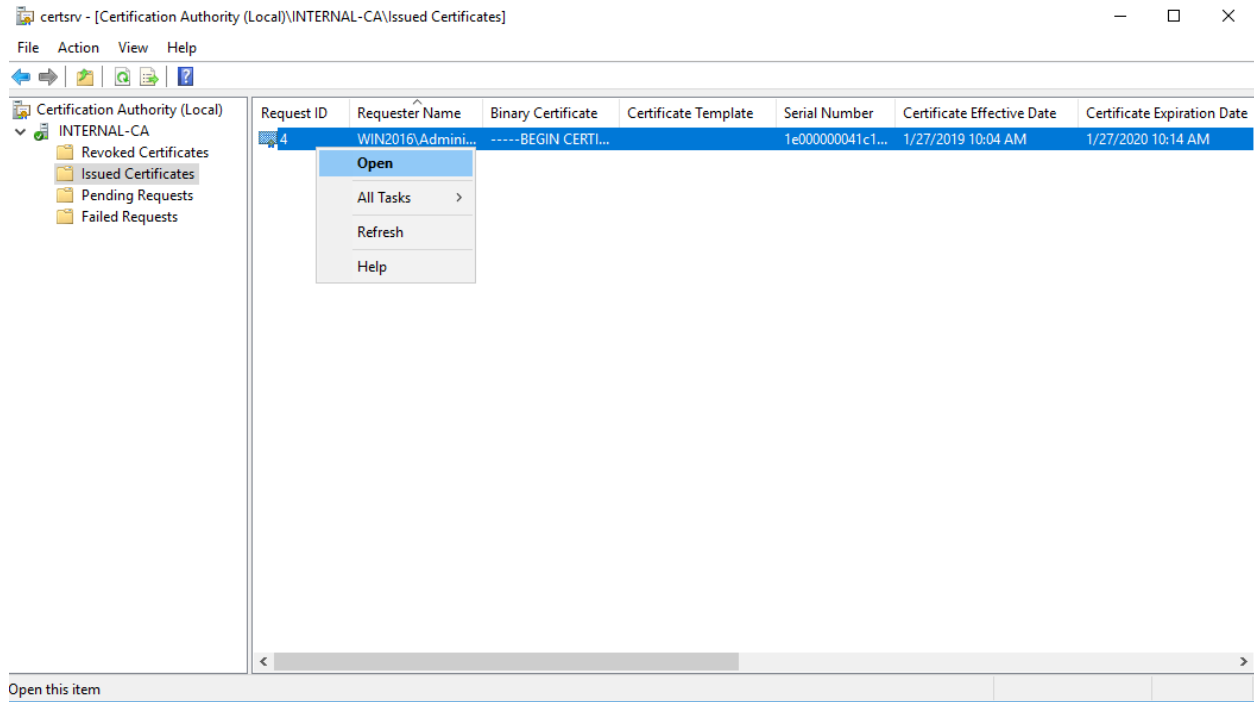 certsrv - [Certification Authority (Local)\INTERNAL-CA\Issued Certificates]
File Action View Help
Certification Authority (Local)
INTERNAL-CA
Revoked Certificates
Issued Certificates
Pending Requests
Failed Requests
Request ID Requester Name Binary Certificate Certificate Template Serial Number Certificate Effective Date Certificate Expiration Date
4 WIN2016\Admini... -----BEGIN CERTI... 1e000000041c1... 1/27/2019 10:04 AM 1/27/2020 10:14 AM
Open
All Tasks
Refresh
Help
Open this item